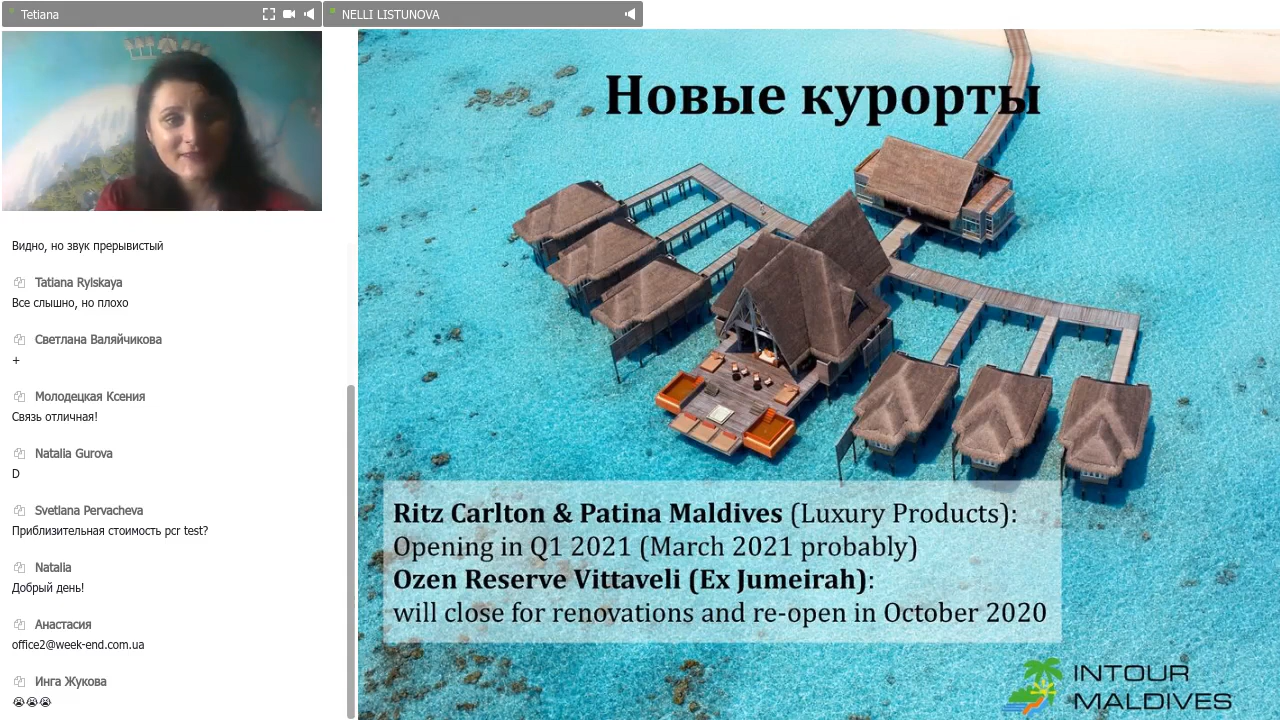 Tetiana
NELLI LISTUNOVA
Видно, но звук прерывистый
Tatiana Rylskaya
Все слышно, но плохо
Светлана Валяйчикова
+
Молодецкая Ксения
Связь отличная!
Natalia Gurova
D
Svetlana Pervacheva
Приблизительная стоимость pcr test?
Natalia
Добрый день!
Анастасия
office2@week-end.com.ua
Инга Жукова
😭😭😭
Новые курорты
Ritz Carlton & Patina Maldives (Luxury Products):
Opening in Q1 2021 (March 2021 probably)
Ozen Reserve Vittaveli (Ex Jumeirah):
will close for renovations and re-open in October 2020
INTOUR
MALDIVES